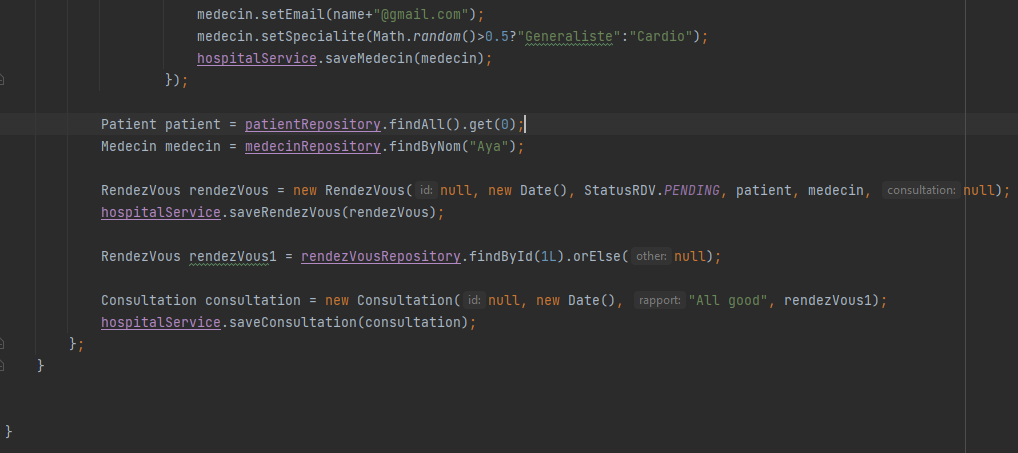 medecin.setEmail(name+"@gmail.com");
medecin.setSpecialite(Math.random()>0.5?"Generaliste":"Cardio");
hospitalService.saveMedecin(medecin);
});
Patient patient = patientRepository.findAll().get(0);
Medecin medecin = medecinRepository.findByNom("Aya");
RendezVous rendezVous = new RendezVous( id: null, new Date(), StatusRDV.PENDING, patient, medecin, consultation: null);
hospitalService.saveRendezVous(rendezVous);
RendezVous rendezVous1 = rendezVousRepository.findById(1L).orElse( other: null);
Consultation consultation = new Consultation( id: null, new Date(), rapport: "All good", rendezVous1);
hospitalService.saveConsultation(consultation);
};
}
}